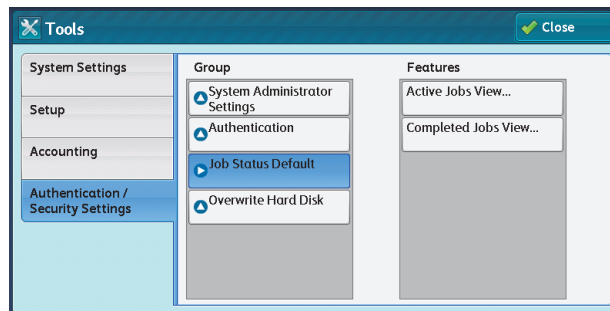 Tools
Close
System Settings
Setup
Accounting
Authentication /
Security Settings
Group
System Administrator
Settings
Authentication
Job Status Default
Overwrite Hard Disk
Features
Active Jobs View...
Completed Jobs View...